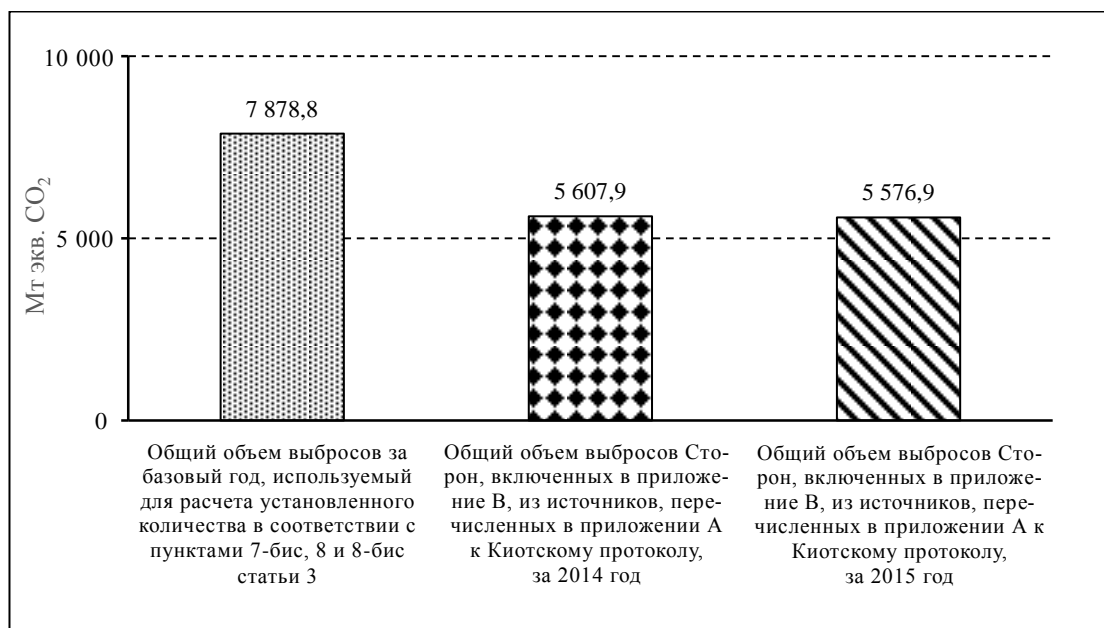 10 000
7 878,8
5 607,9
5 576,9
5 000
0
Мт экв. CO₂
Общий объем выбросов за
базовый год, используемый
для расчета установленного
количества в соответствии с
пунктами 7-бис, 8 и 8-бис
статьи 3
Общий объем выбросов Сто-
рон, включенных в приложе-
ние B, из источников, пере-
численных в приложении А
к Киотскому протоколу,
за 2014 год
Общий объем выбросов Сто-
рон, включенных в приложе-
ние B, из источников, пере-
численных в приложении А к
Киотскому протоколу,
за 2015 год